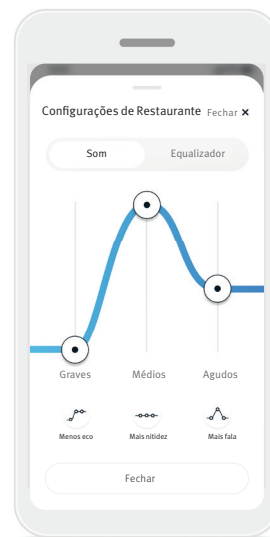 Configurações de Restaurante Fechar ×
Som Equalizador
Graves Médios Agudos
Menos eco Mais nitidez Mais fala
Fechar